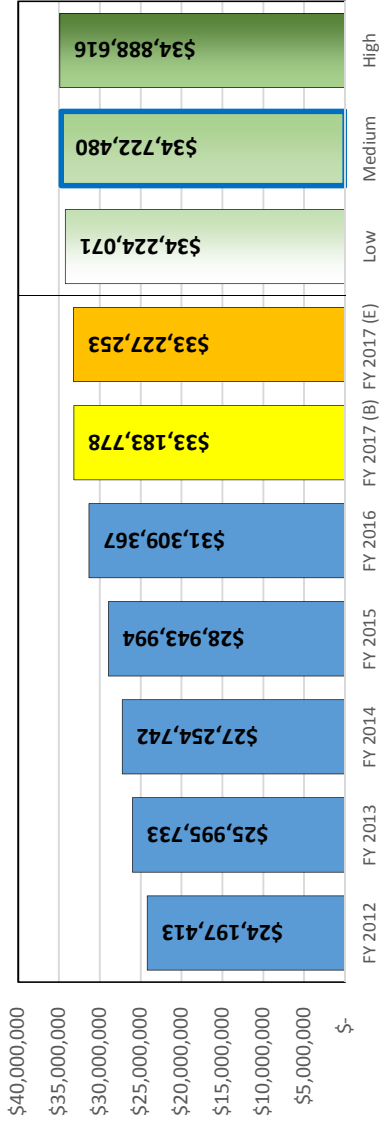 $40,000,000
$35,000,000
$30,000,000
$25,000,000
$20,000,000
$15,000,000
$10,000,000
$5,000,000
$-
$24,197,413
$25,995,733
$27,254,742
$28,943,994
$31,309,367
$33,183,778
$33,227,253
$34,224,071
$34,722,480
$34,888,616
FY 2012
FY 2013
FY 2014
FY 2015
FY 2016
FY 2017 (B)
FY 2017 (E)
Low
Medium
High